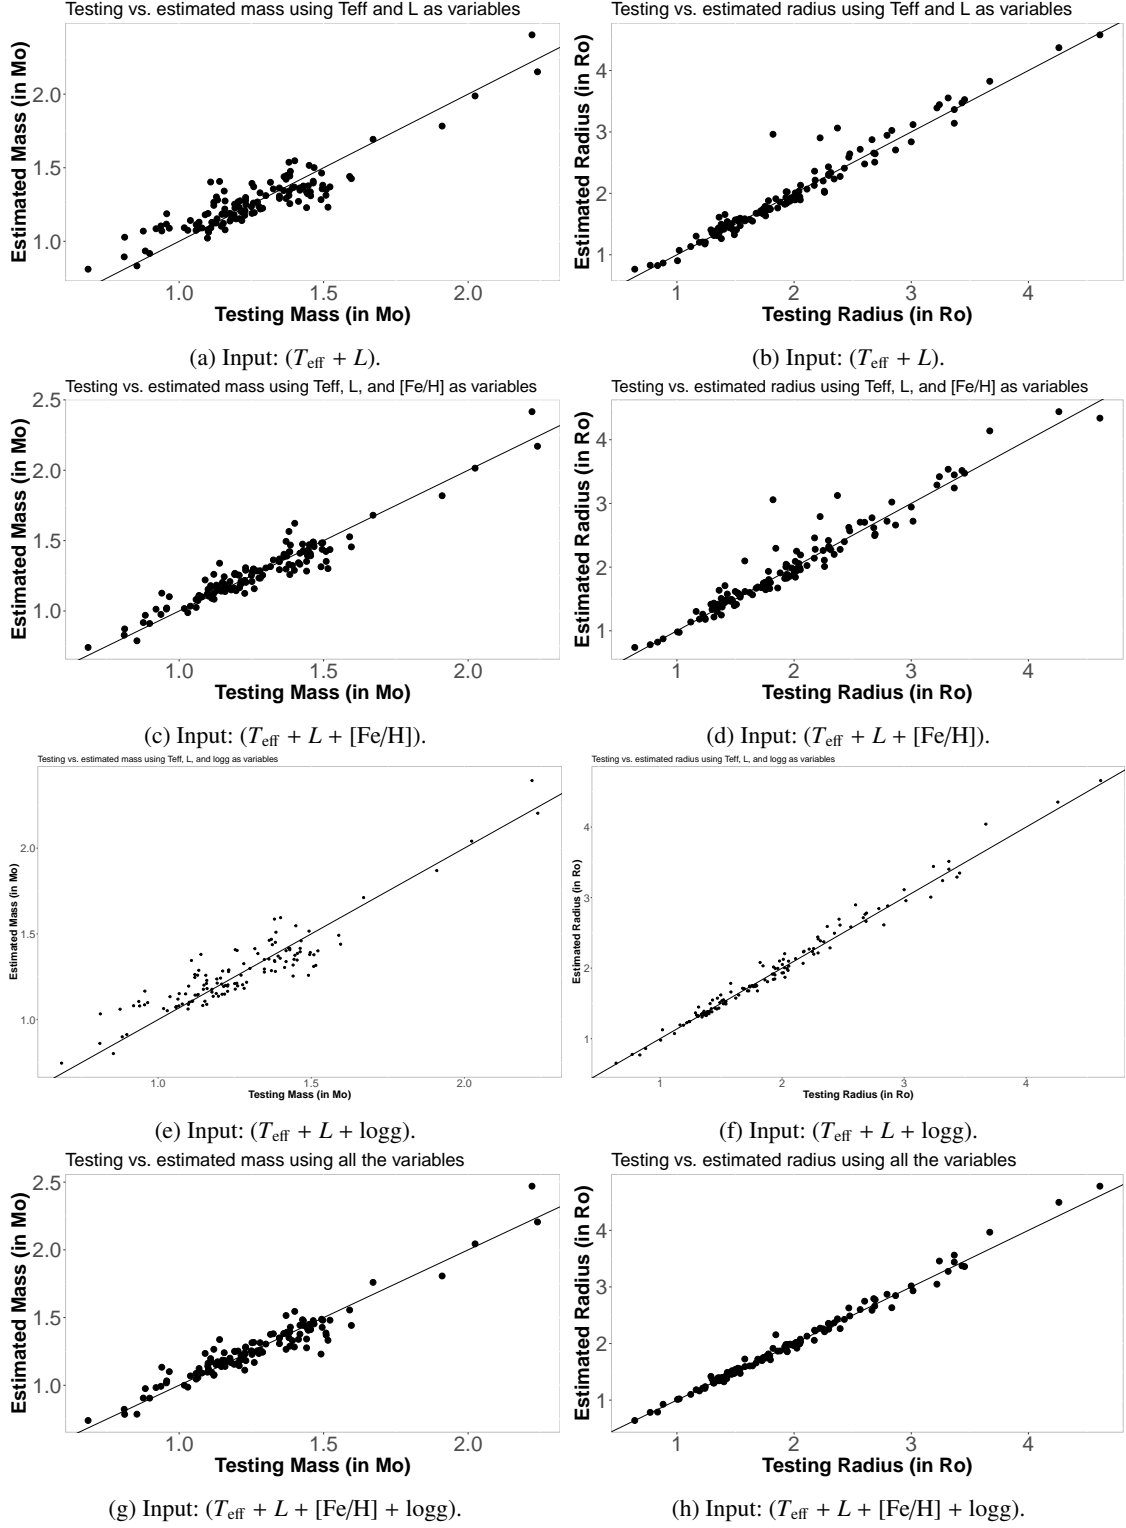 Testing vs. estimated mass using Teff and L as variables
Estimated Mass (in Mo)
2.0
1.5
1.0
1.0 1.5 2.0
Testing Mass (in Mo)
(a) Input: (Teff + L).
Testing vs. estimated radius using Teff and L as variables
Estimated Radius (in Ro)
4
3
2
1
1 2 3 4
Testing Radius (in Ro)
(b) Input: (Teff + L).
Testing vs. estimated mass using Teff, L, and [Fe/H] as variables
Estimated Mass (in Mo)
2.5
2.0
1.5
1.0
1.0 1.5 2.0
Testing Mass (in Mo)
(c) Input: (Teff + L + [Fe/H]).
Testing vs. estimated radius using Teff, L, and [Fe/H] as variables
Estimated Radius (in Ro)
4
3
2
1
1 2 3 4
Testing Radius (in Ro)
(d) Input: (Teff + L + [Fe/H]).
Testing vs. estimated mass using Teff, L, and logg as variables
Estimated Mass (in Mo)
2.0
1.5
1.0
1.0 1.5 2.0
Testing Mass (in Mo)
(e) Input: (Teff + L + logg).
Testing vs. estimated radius using Teff, L, and logg as variables
Estimated Radius (in Ro)
4
3
2
1
1 2 3 4
Testing Radius (in Ro)
(f) Input: (Teff + L + logg).
Testing vs. estimated mass using all the variables
Estimated Mass (in Mo)
2.5
2.0
1.5
1.0
1.0 1.5 2.0
Testing Mass (in Mo)
(g) Input: (Teff + L + [Fe/H] + logg).
Testing vs. estimated radius using all the variables
Estimated Radius (in Ro)
4
3
2
1
1 2 3 4
Testing Radius (in Ro)
(h) Input: (Teff + L + [Fe/H] + logg).